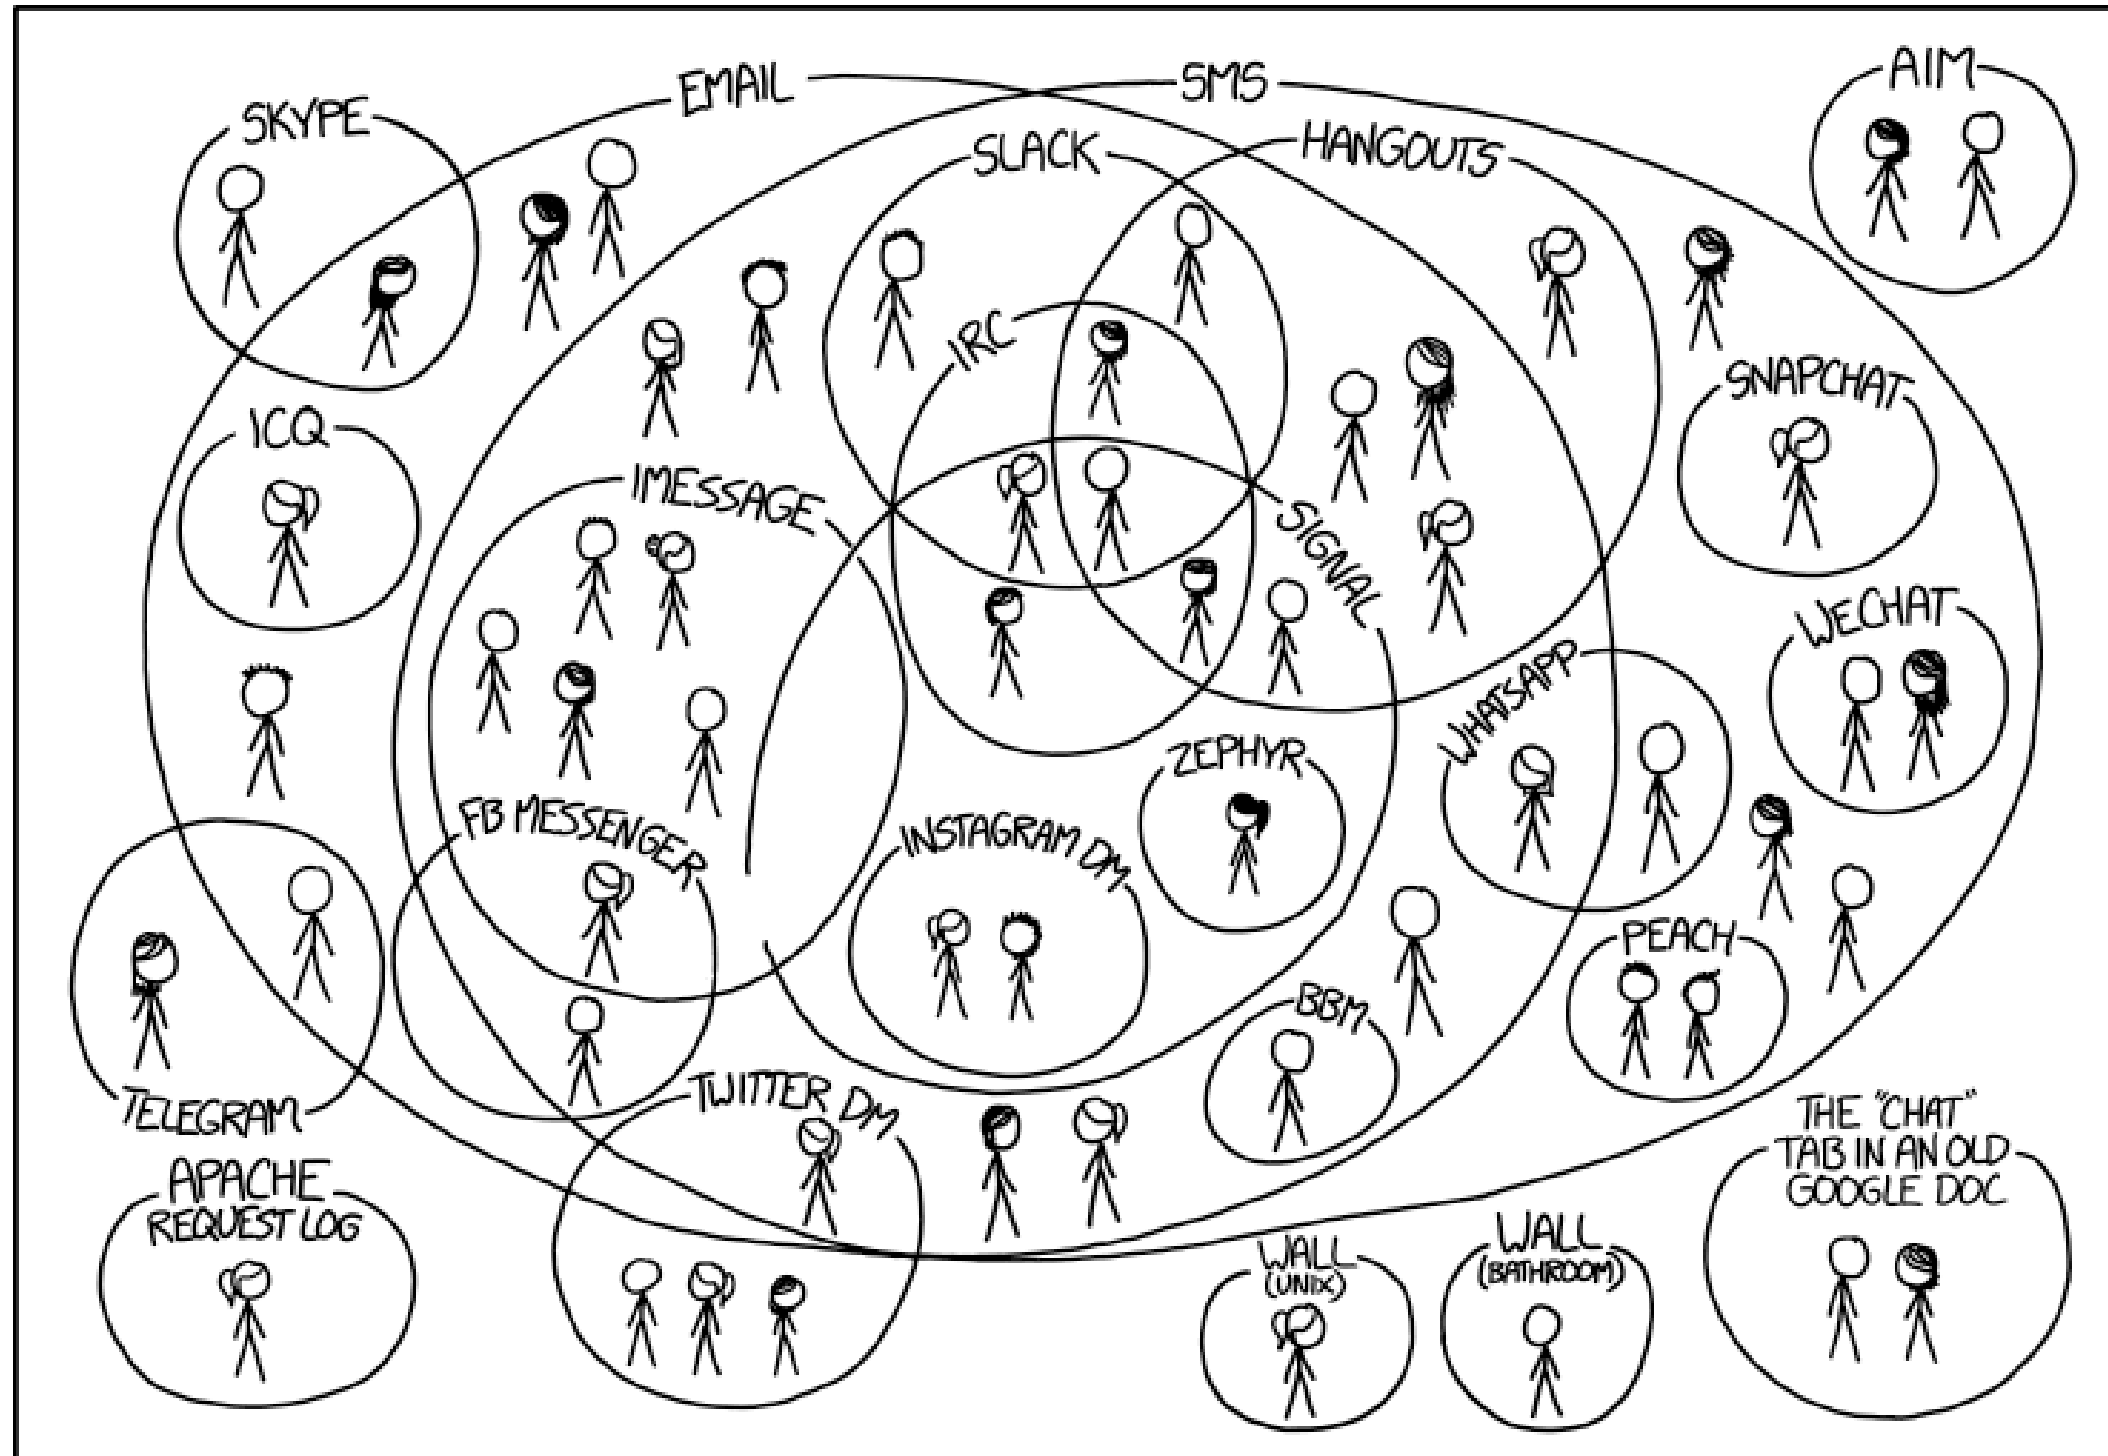 EMAIL
SMS
AIM
SKYPE
SLACK
HANGOUTS
IRC
SNAPCHAT
ICQ
IMESSAGE
SIGNAL
WECHAT
WHATSAPP
ZEPHYR
FB MESSENGER
INSTAGRAM DM
PEACH
BBM
TELEGRAM
TWITTER DM
THE "CHAT"
TAB IN AN OLD
GOOGLE DOC
APACHE
REQUEST LOG
WALL
(UNIX)
WALL
(BATHROOM)